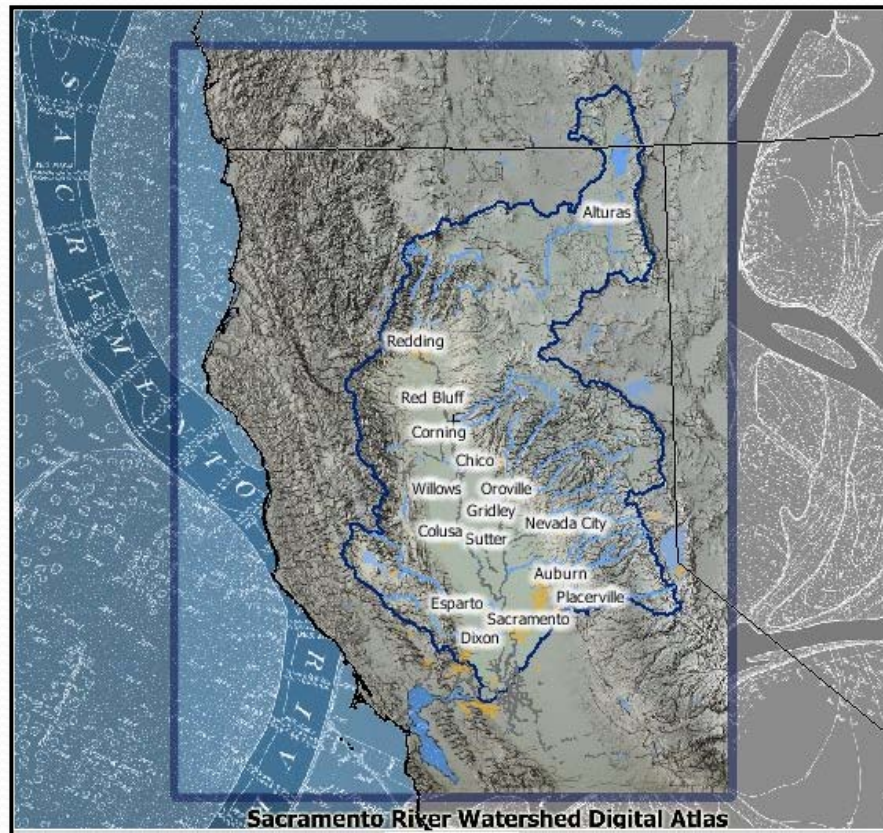 SACRAMENTO
RIV
Alturas
Redding
Red Bluff
Corning
Chico
Willows
Oroville
Gridley
Nevada City
Colusa
Sutter
Auburn
Placerville
Esparto
Sacramento
Dixon
Sacramento River Watershed Digital Atlas